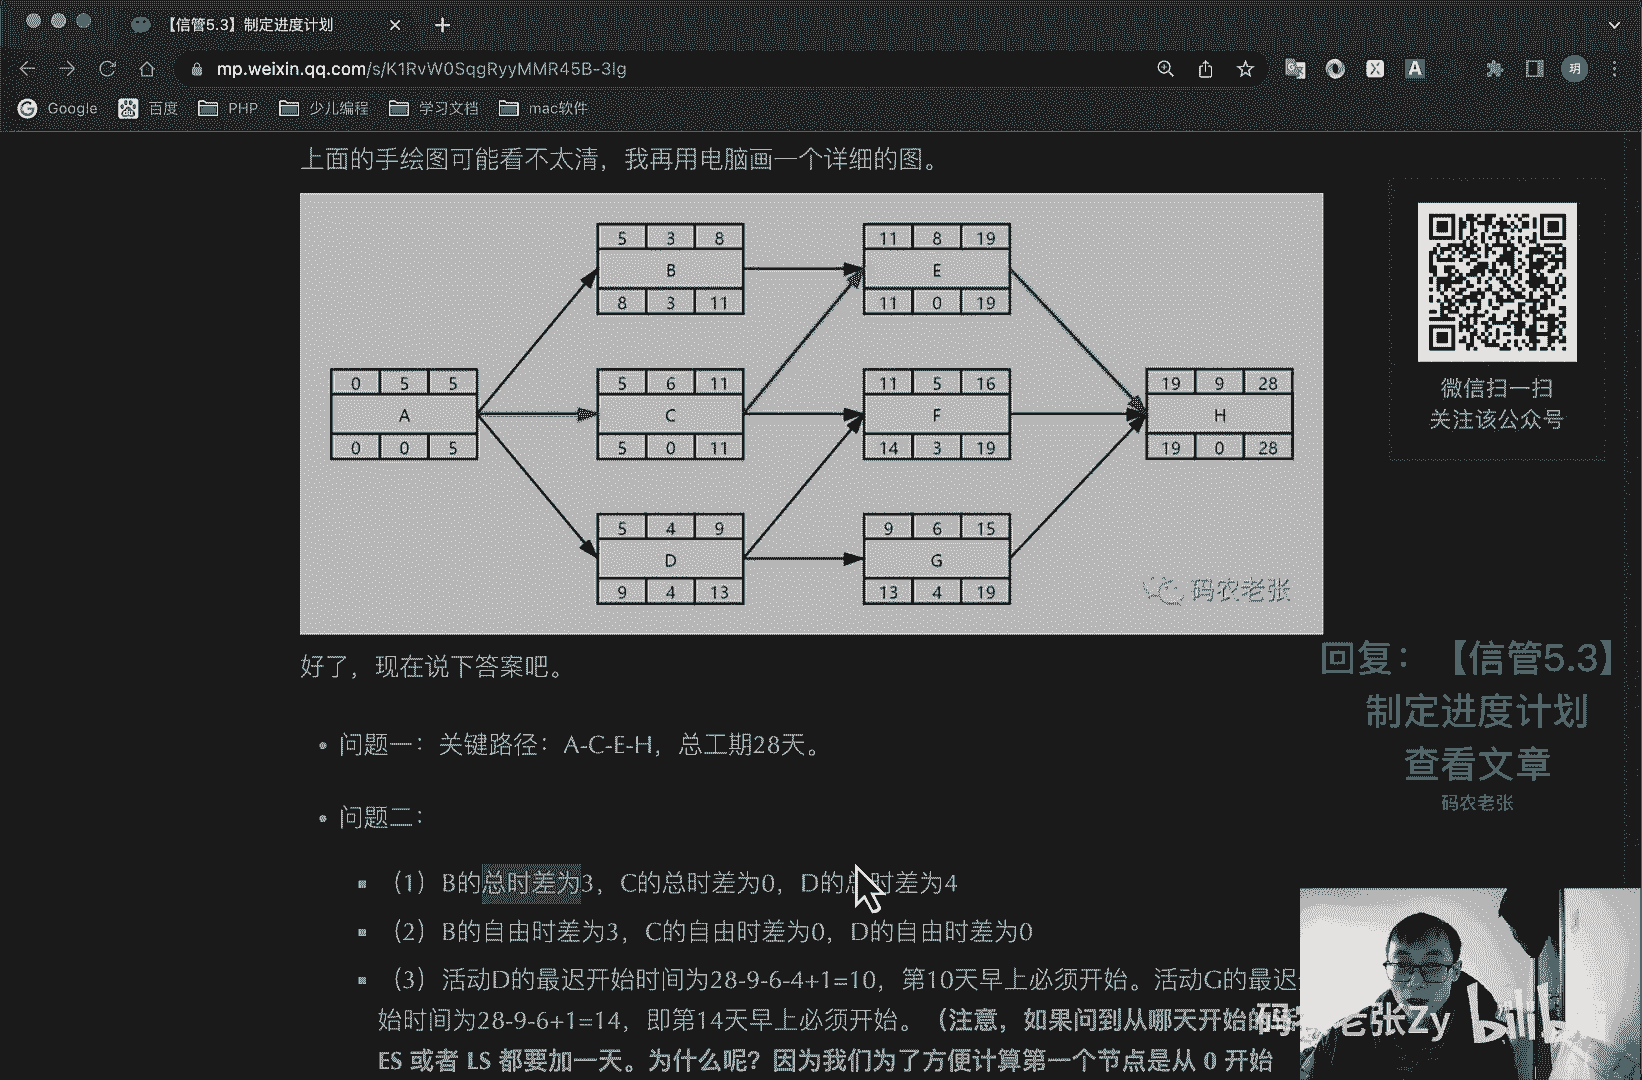 【信管5.3】制定进度计划
mp.weixin.qq.com/s/K1RvW0SqgRyyMMR45B-3lg
玥
Google 百度 PHP 少儿编程 学习文档 mac软件
上面的手绘图可能看不太清，我再用电脑画一个详细的图。
5 3 8
B
8 3 11
11 8 19
E
11 0 19
0 5 5
A
0 0 5
5 6 11
C
5 0 11
11 5 16
F
14 3 19
19 9 28
H
19 0 28
5 4 9
D
9 4 13
9 6 15
G
13 4 19
码农老张
微信扫一扫
关注该公众号
好了，现在说下答案吧。
问题一：关键路径：A-C-E-H，总工期28天。
问题二：
（1）B的总时差为3，C的总时差为0，D的总时差为4
（2）B的自由时差为3，C的自由时差为0，D的自由时差为0
（3）活动D的最迟开始时间为28-9-6-4+1=10，第10天早上必须开始。活动G的最迟
始时间为28-9-6+1=14，即第14天早上必须开始。（注意，如果问到从哪天开始的
ES 或者 LS 都要加一天。为什么呢？因为我们为了方便计算第一个节点是从 0 开始
回复：【信管5.3】
制定进度计划
查看文章
码农老张
码农老张Zy bilibili